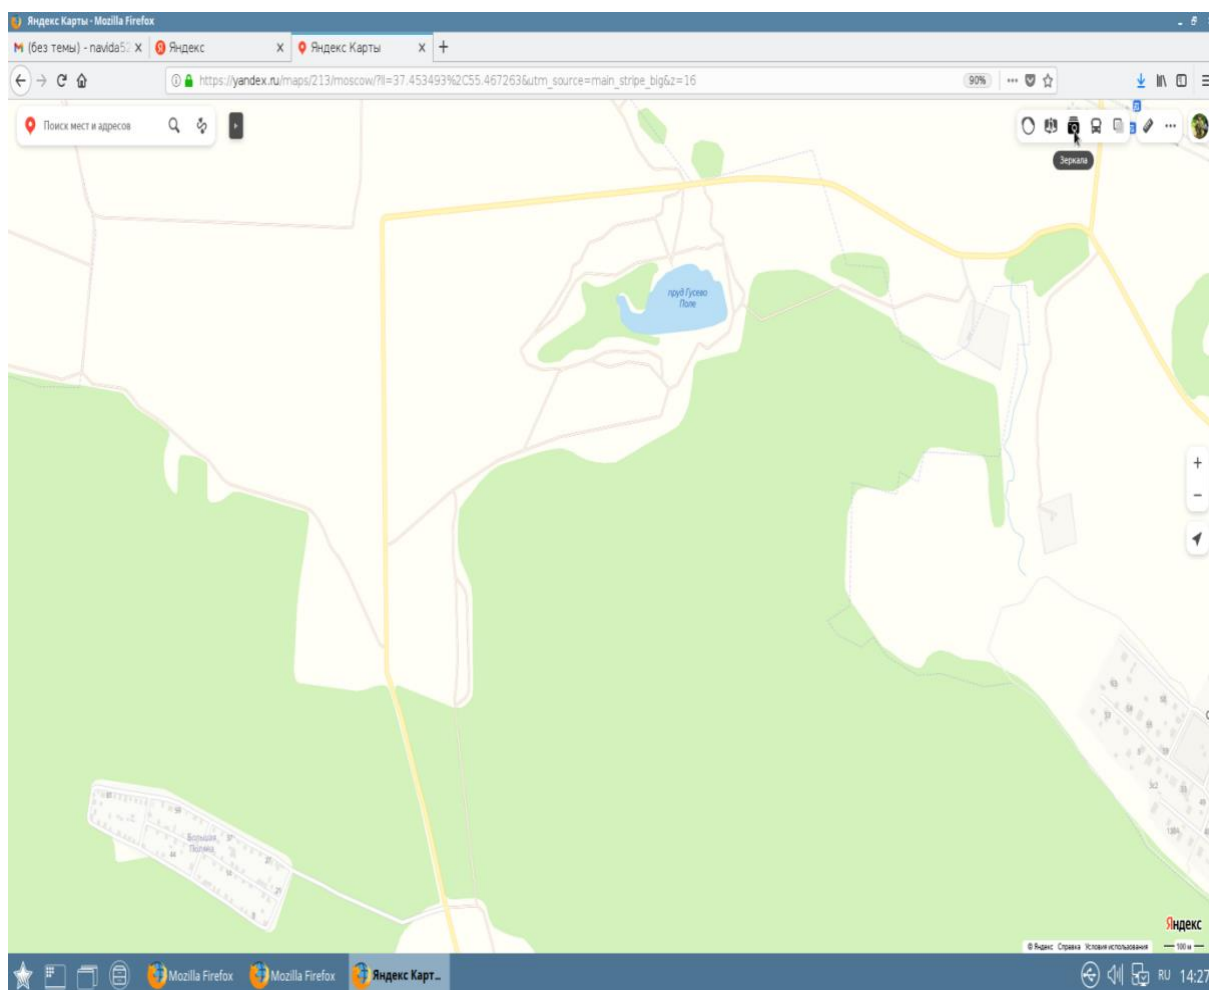 Яндекс Карты - Mozilla Firefox
(без темы) - navida52 X
Яндекс X
Яндекс Карты X +
https://yandex.ru/maps/213/moscow/?ll=37.453493%2C55.467263&utm_source=main_stripe_big&z=16
90%
Поиск мест и адресов
Зеркала
пруд Гусево
Поле
Большая
Поляна
Яндекс
© Яндекс Справка Условия использования
100 м
Mozilla Firefox
Mozilla Firefox
Яндекс Карт...
RU 14:27